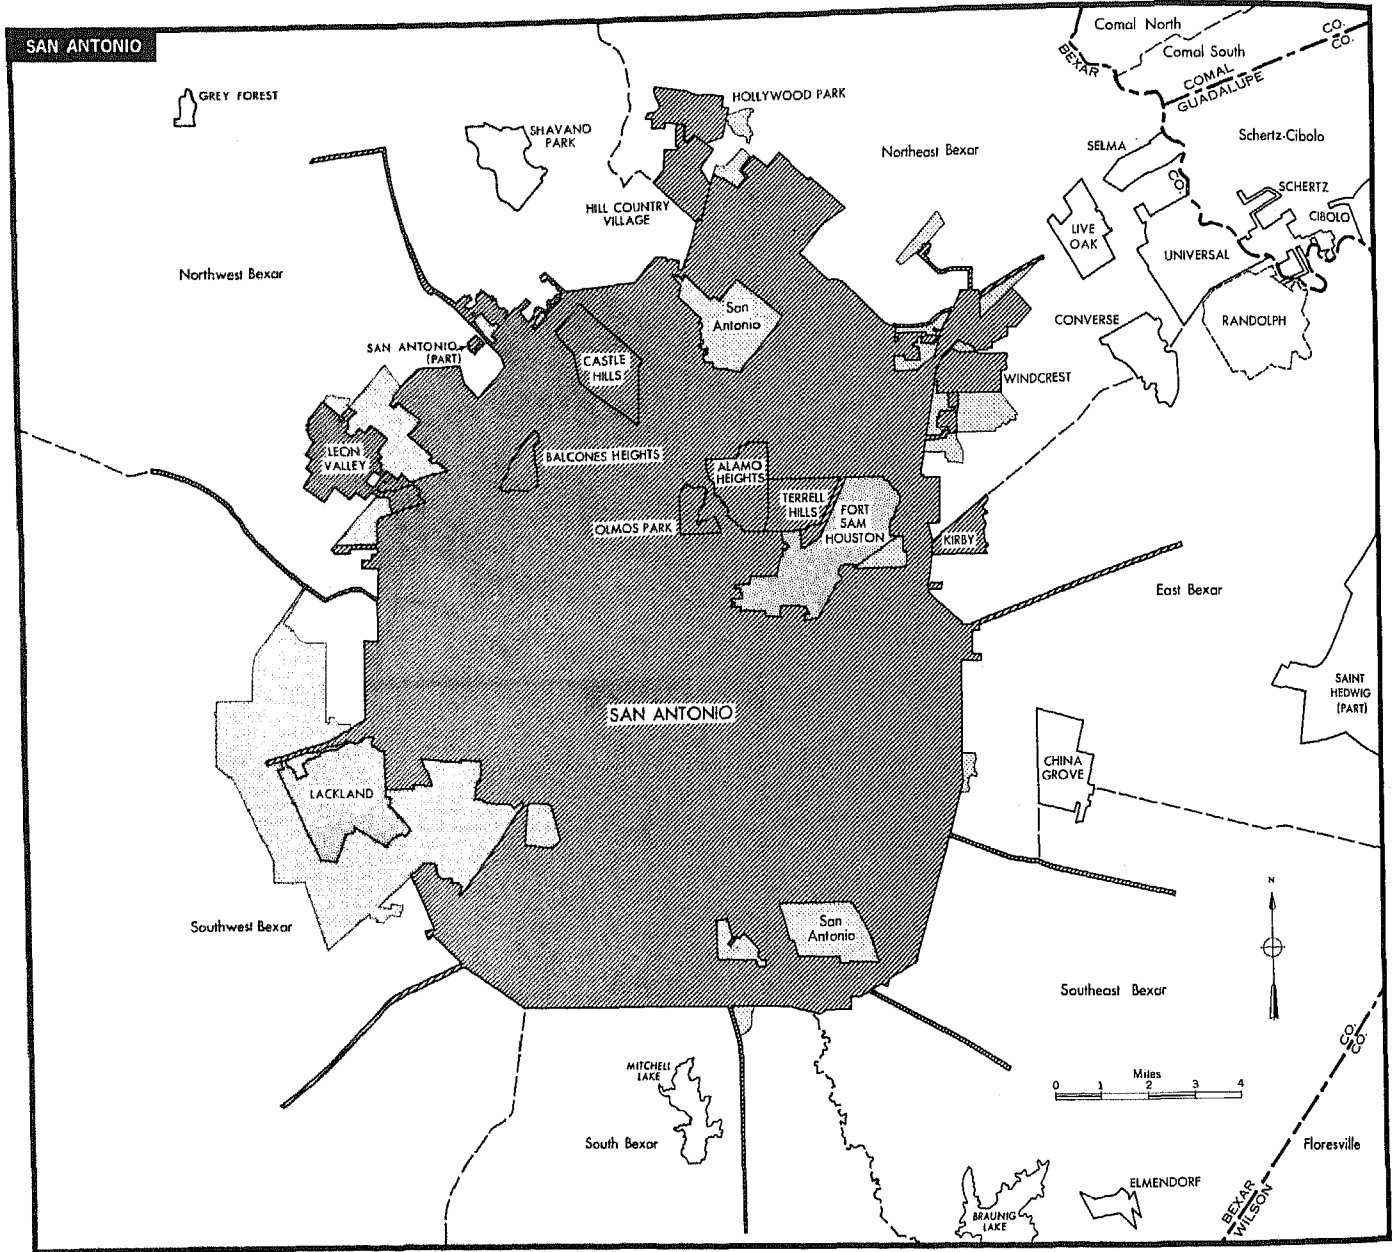 SAN ANTONIO
Comal North
Comal South
CO.
CO.
BEXAR
COMAL
GUADALUPE
GREY FOREST
HOLLYWOOD PARK
SHAVANO
PARK
Northeast Bexar
SELMA
Schertz-Cibolo
CO.
SCHERTZ
HILL COUNTRY
VILLAGE
LIVE
OAK
CIBOLO
UNIVERSAL
Northwest Bexar
San
Antonio
CONVERSE
RANDOLPH
SAN ANTONIO
(PART)
CASTLE
HILLS
WINDCREST
LEON
VALLEY
BALCONES HEIGHTS
ALAMO
HEIGHTS
TERRELL
HILLS
OLMOS PARK
FORT
SAM
HOUSTON
KIRBY
East Bexar
SAINT
HEDWIG
(PART)
SAN ANTONIO
CHINA
GROVE
LACKLAND
N
Southwest Bexar
San
Antonio
Southeast Bexar
CO.
CO.
MITCHELL
LAKE
Miles
0 1 2 3 4
South Bexar
Floresville
ELMENDORF
BRAUNIG
LAKE
BEXAR
WILSON